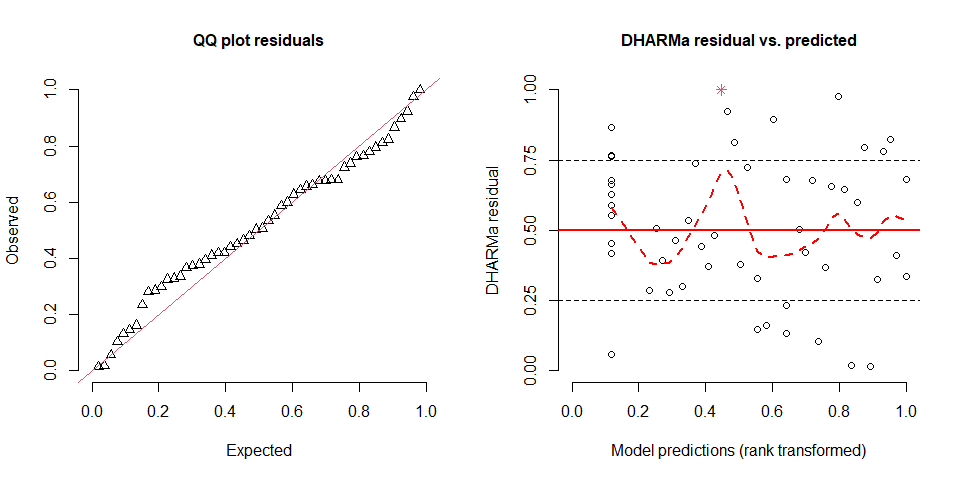 QQ plot residuals
Observed
0.0 0.2 0.4 0.6 0.8 1.0
0.0 0.2 0.4 0.6 0.8 1.0
Expected
DHARMa residual vs. predicted
DHARMa residual
0.00 0.25 0.50 0.75 1.00
0.0 0.2 0.4 0.6 0.8 1.0
Model predictions (rank transformed)